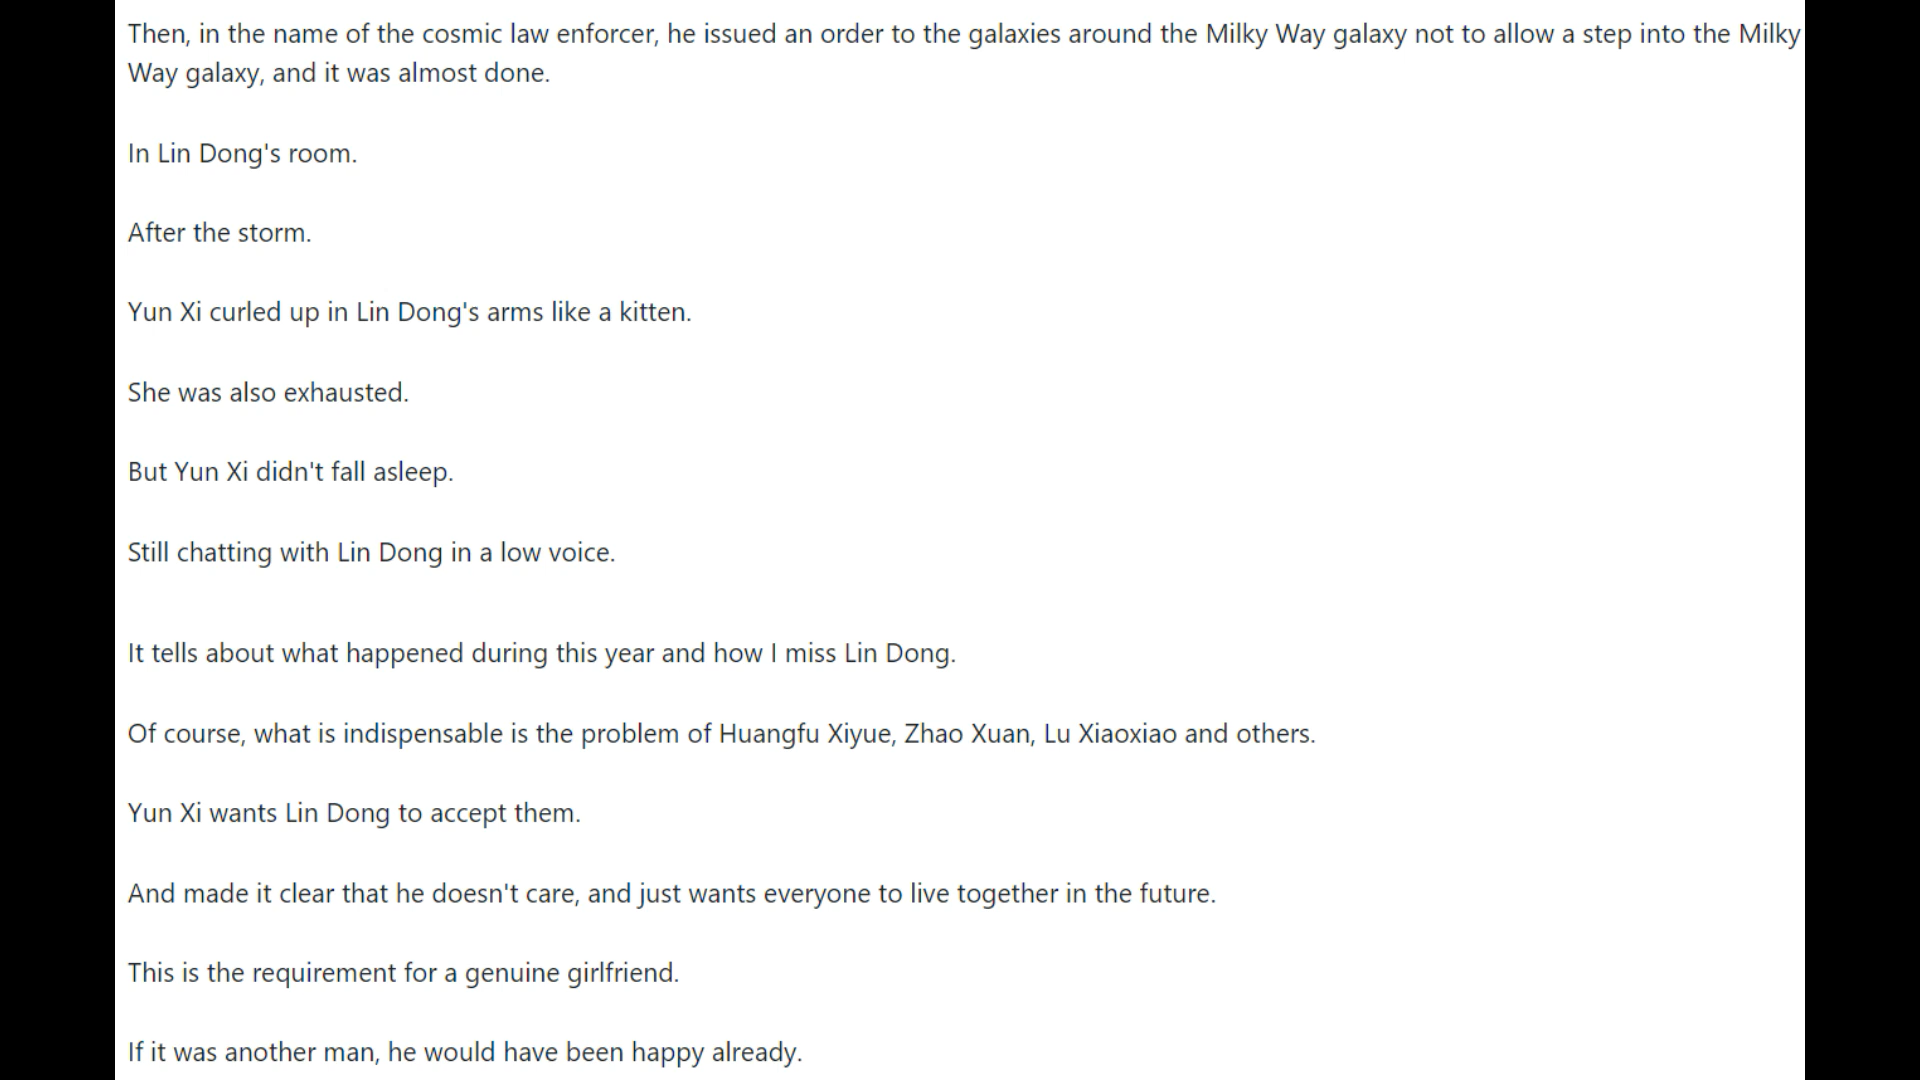 Then, in the name of the cosmic law enforcer, he issued an order to the galaxies around the Milky Way galaxy not to allow a step into the Milky
Way galaxy, and it was almost done.
In Lin Dong's room.
After the storm.
Yun Xi curled up in Lin Dong's arms like a kitten.
She was also exhausted.
But Yun Xi didn't fall asleep.
Still chatting with Lin Dong in a low voice.
It tells about what happened during this year and how I miss Lin Dong.
Of course, what is indispensable is the problem of Huangfu Xiyue, Zhao Xuan, Lu Xiaoxiao and others.
Yun Xi wants Lin Dong to accept them.
And made it clear that he doesn't care, and just wants everyone to live together in the future.
This is the requirement for a genuine girlfriend.
If it was another man, he would have been happy already.